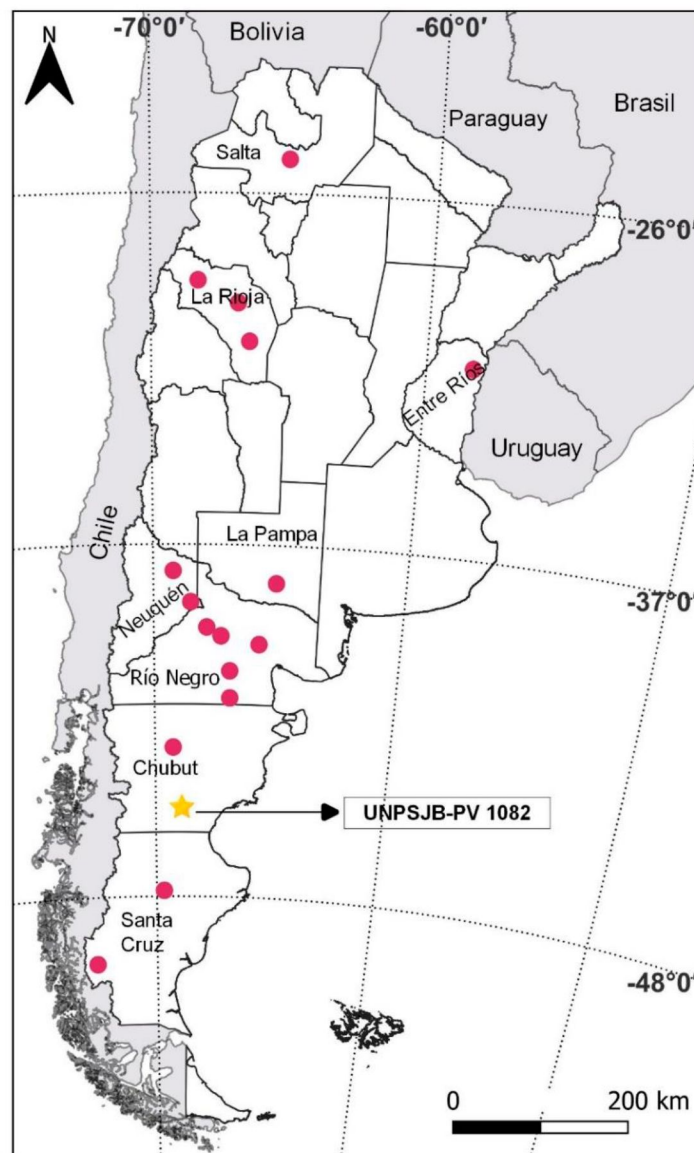 -70°0′
-60°0′
N
Bolivia
Brasil
Paraguay
Salta
-26°0′
La Rioja
Entre Ríos
Uruguay
Chile
La Pampa
Neuquén
-37°0′
Río Negro
Chubut
UNPSJB-PV 1082
Santa
Cruz
-48°0′
0 200 km